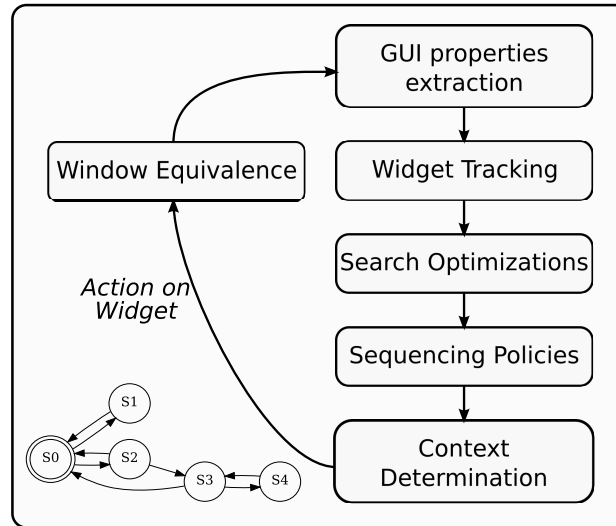 GUI properties
extraction
Window Equivalence
Widget Tracking
Search Optimizations
Action on
Widget
Sequencing Policies
Context
Determination
S1
S0
S2
S3
S4